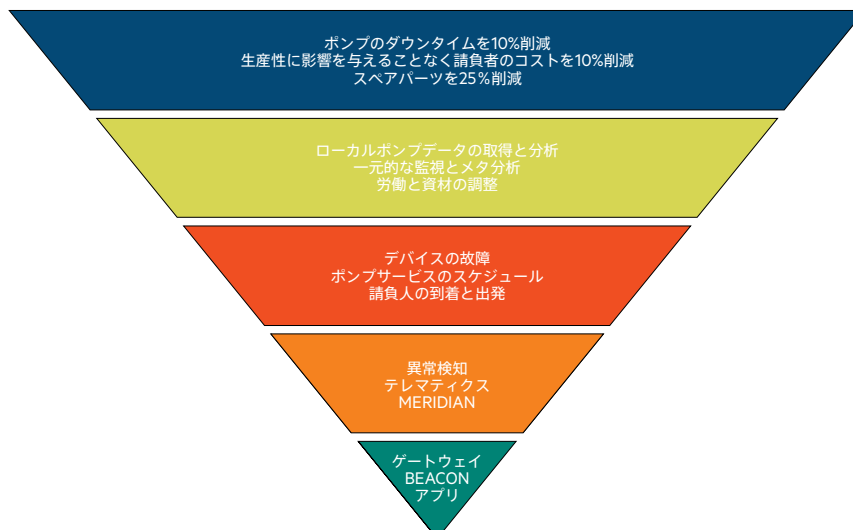 ポンプのダウンタイムを10%削減
生産性に影響を与えることなく請負者のコストを10%削減
スペアパーツを25%削減
ローカルポンプデータの取得と分析
一元的な監視とメタ分析
労働と資材の調整
デバイスの故障
ポンプサービスのスケジュール
請負人の到着と出発
異常検知
テレマティクス
MERIDIAN
ゲートウェイ
BEACON
アプリ